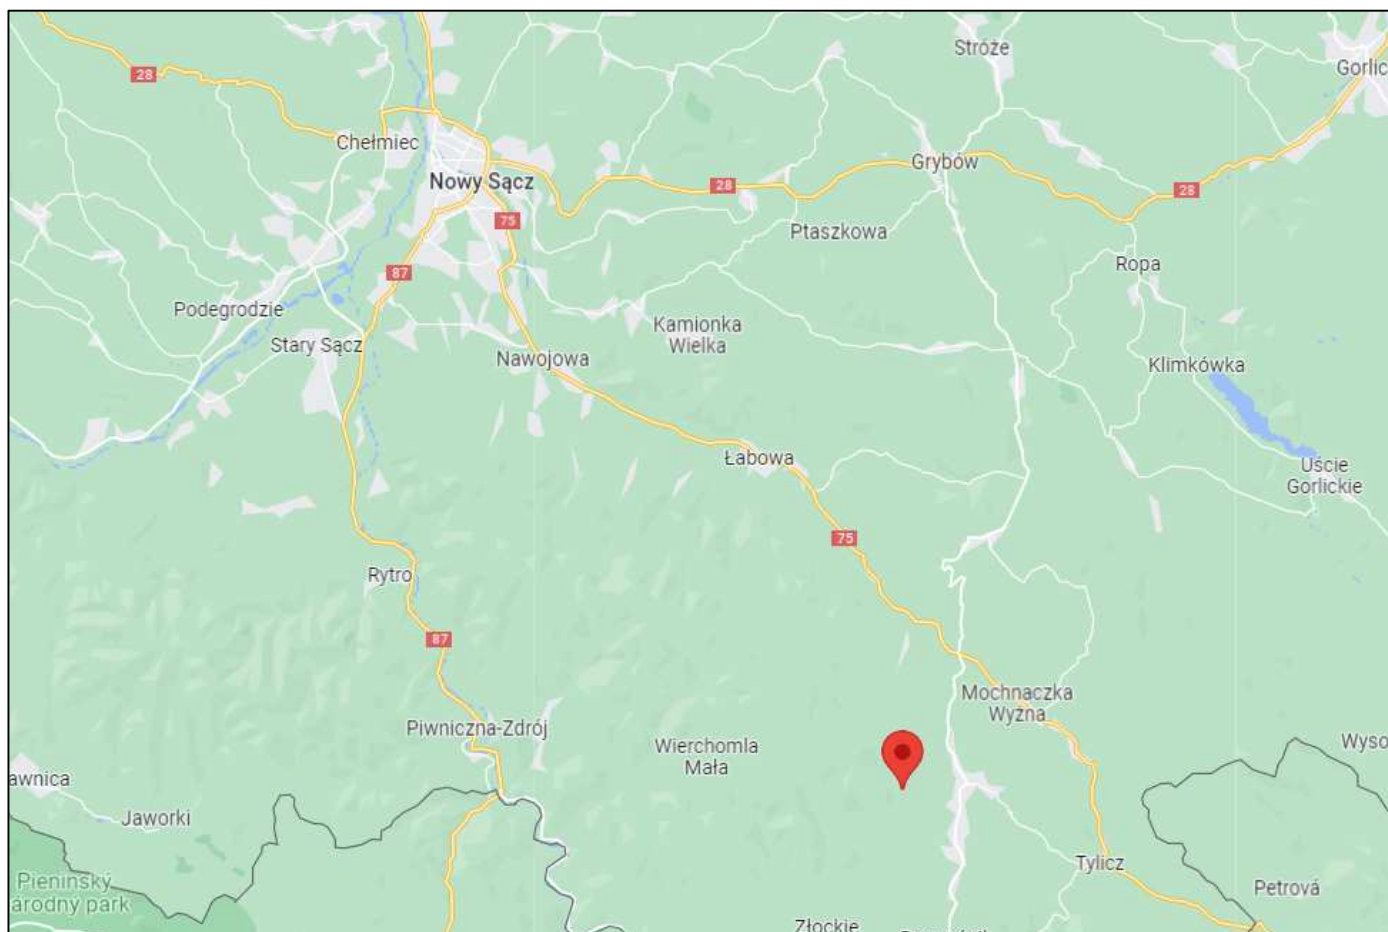 Stróże
28
Gorlic
Chełmiec
Grybów
Nowy Sącz
28
28
75
Ptaszkowa
87
Ropa
Podegrodzie
Kamionka
Wielka
Stary Sącz
Nawojowa
Klimkówka
Łabowa
Uście
Gorlickie
75
Rytro
87
Mochnaczka
Wyżna
Piwniczna-Zdrój
Wierchomla
Mała
Wyso
awnica
Jaworki
Tylicz
Pieninský
árodny park
Petrová
Złockie